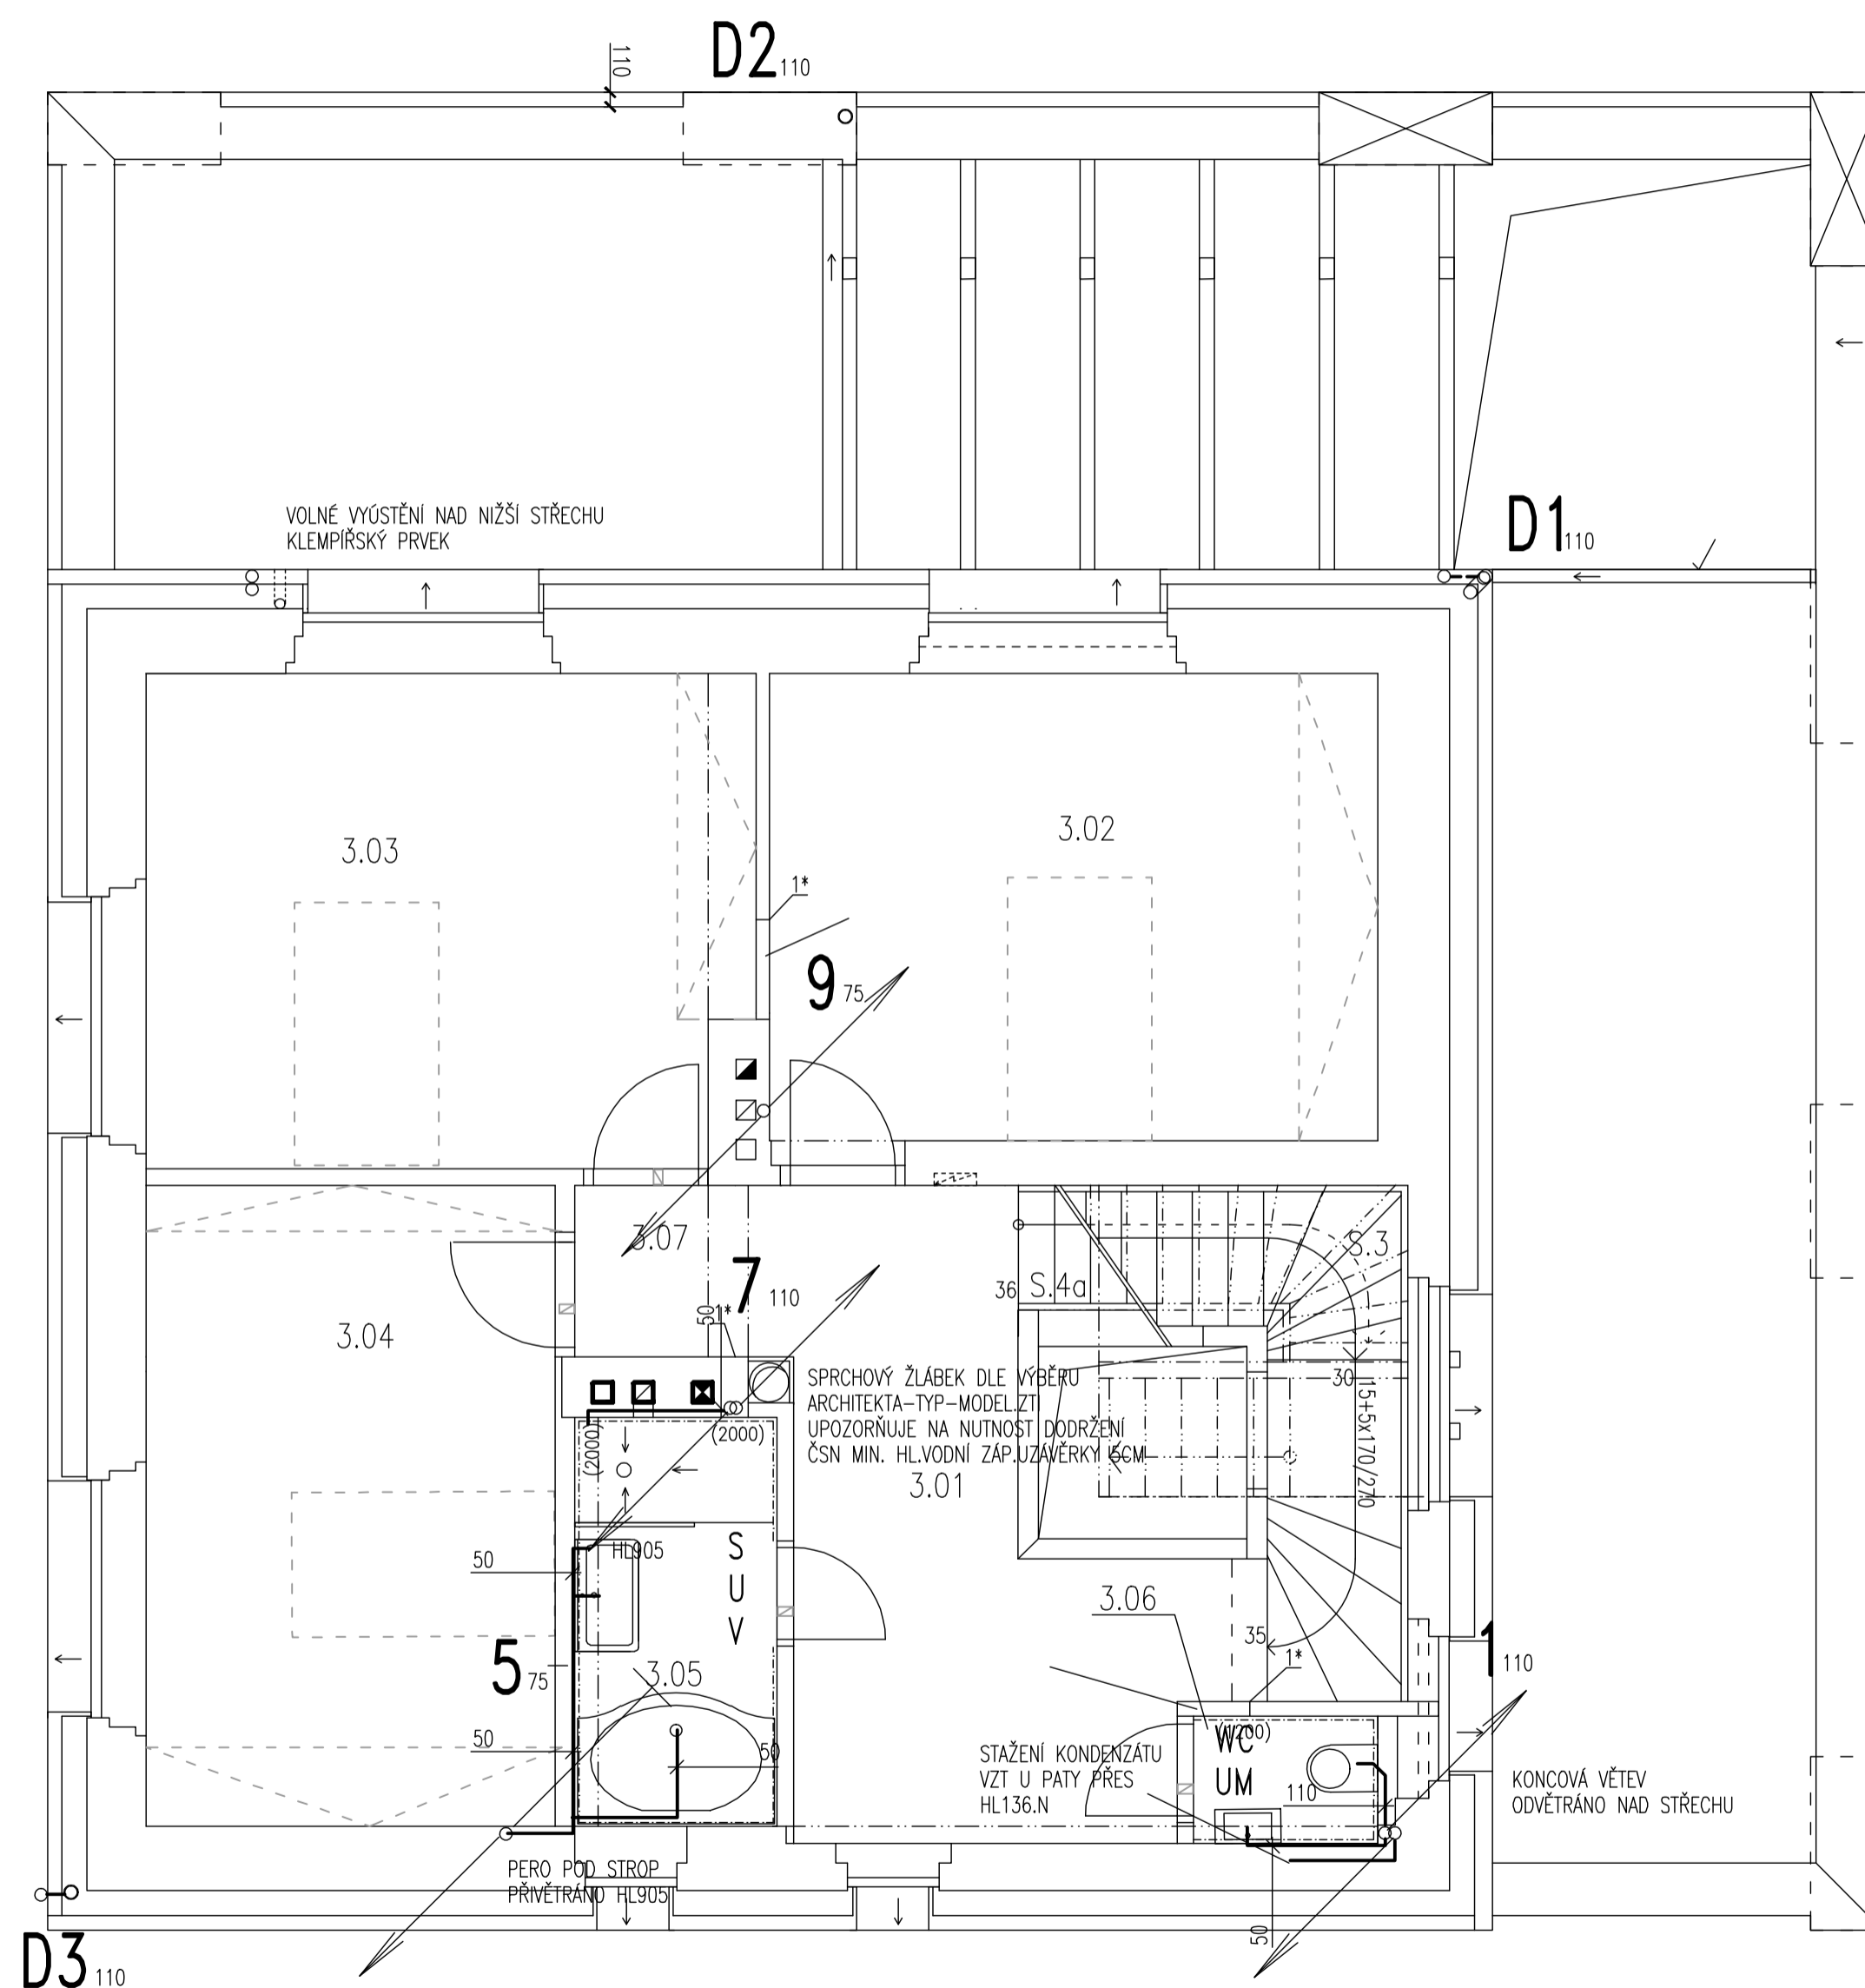 D2 110
110
VOLNÉ VYÚSTĚNÍ NAD NIŽŠÍ STŘECHU
KLEMPÍŘSKÝ PRVEK
D1 110
3.03
3.02
1*
9 75
3.07
7 110
50
1*
36
S.4a
S.3
3.04
SPRCHOVÝ ŽLÁBEK DLE VÝBĚRU
ARCHITEKTA-TYP-MODEL.ZTI
UPOZORŇUJE NA NUTNOST DODRŽENÍ
ČSN MIN. HL.VODNÍ ZÁP.UZÁVĚRKY 5CM
30
15+5x170/270
(2000)
(2000)
3.01
HL905
50
S
U
V
3.06
35
5 75
3.05
1*
1 110
50
50
(1200)
WC
UM
110
STAŽENÍ KONDENZÁTU
VZT U PATY PŘES
HL136.N
KONCOVÁ VĚTEV
ODVĚTRÁNO NAD STŘECHU
PERO POD STROP
PŘIVĚTRÁNO HL905
50
D3 110